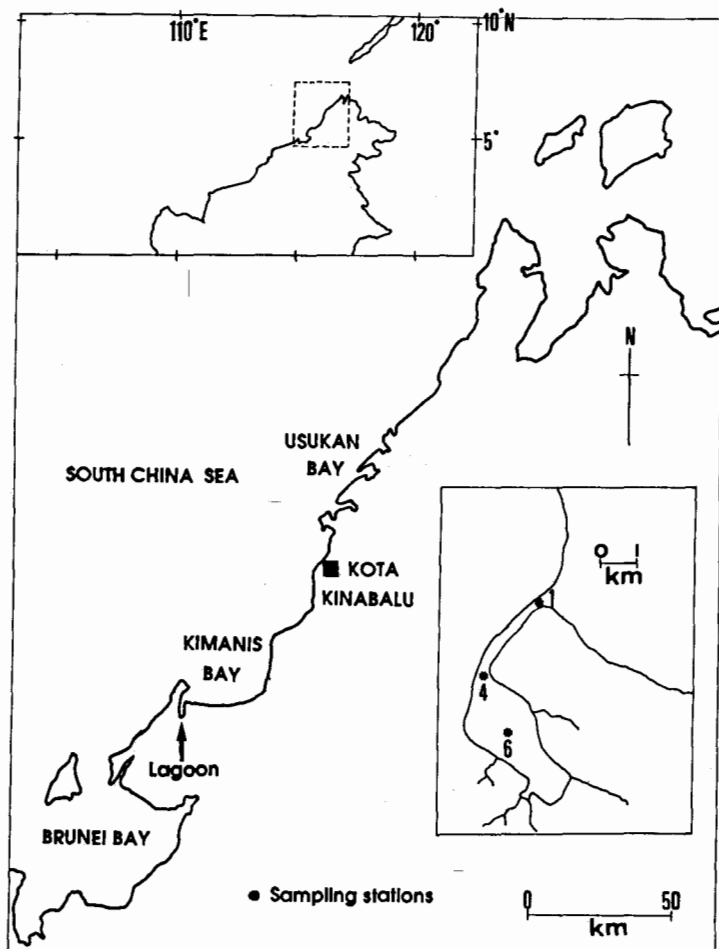 110°E
120°
10°N
5°
N
USUKAN
BAY
SOUTH CHINA SEA
KOTA
KINABALU
KIMANIS
BAY
Lagoon
BRUNEI BAY
0 1
km
1
4
6
Sampling stations
0 50
km